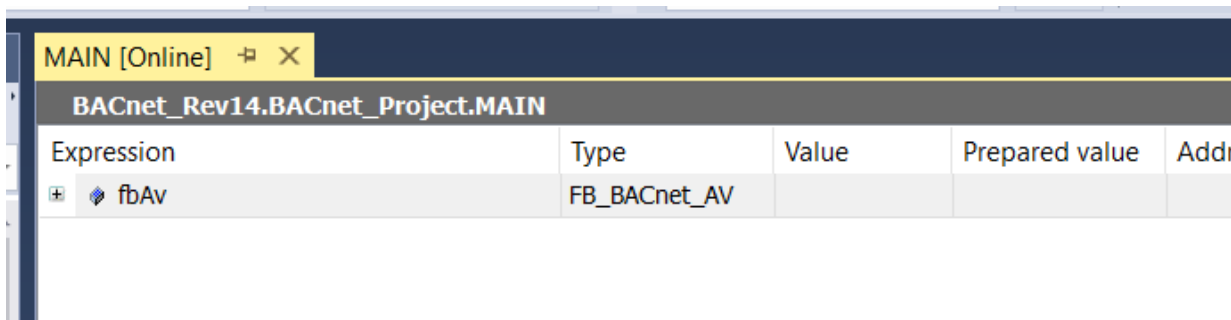 MAIN [Online]
BACnet_Rev14.BACnet_Project.MAIN
Expression Type Value Prepared value
fbAv FB_BACnet_AV